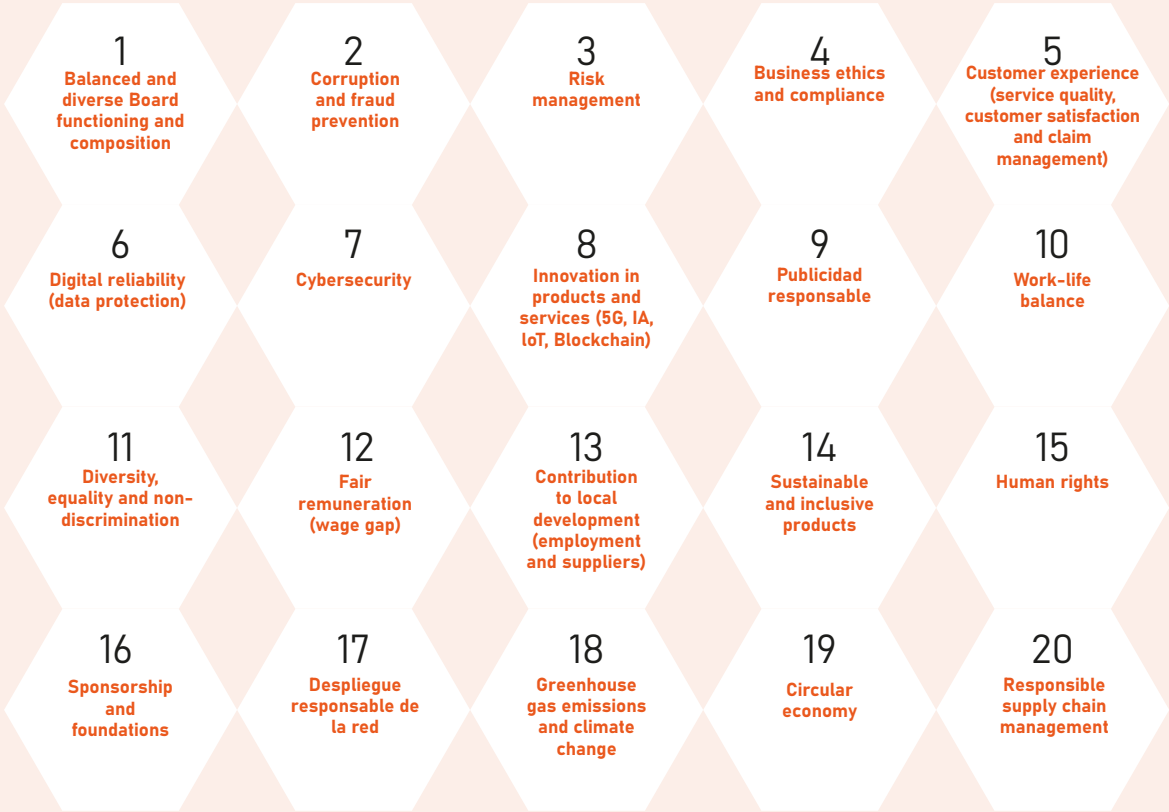 1
Balanced and
diverse Board
functioning and
composition
2
Corruption
and fraud
prevention
3
Risk
management
4
Business ethics
and compliance
5
Customer experience
(service quality,
customer satisfaction
and claim
management)
6
Digital reliability
(data protection)
7
Cybersecurity
8
Innovation in
products and
services (5G, IA,
loT, Blockchain)
9
Publicidad
responsable
10
Work-life
balance
11
Diversity,
equality and non-
discrimination
12
Fair
remuneration
(wage gap)
13
Contribution
to local
development
(employment
and suppliers)
14
Sustainable
and inclusive
products
15
Human rights
16
Sponsorship
and
foundations
17
Despliegue
responsable de
la red
18
Greenhouse
gas emissions
and climate
change
19
Circular
economy
20
Responsible
supply chain
management